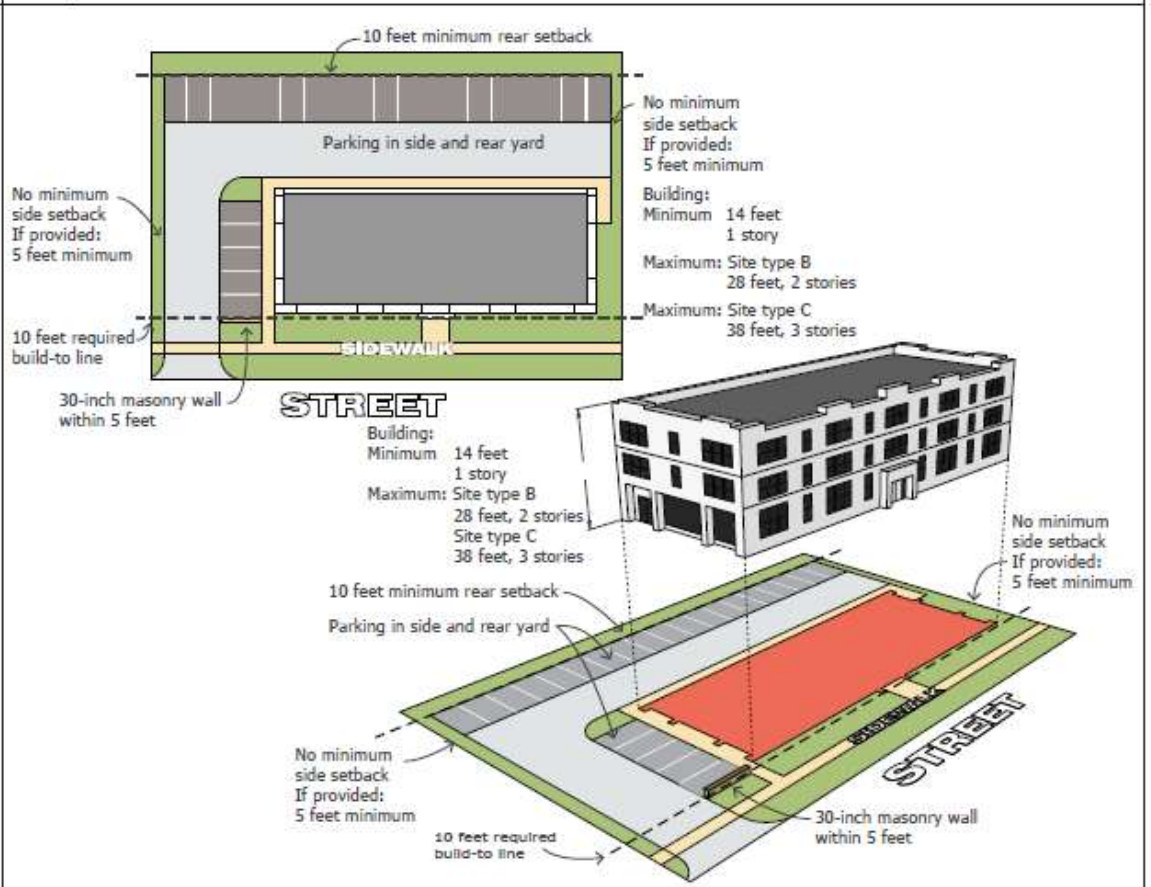 10 feet minimum rear setback
No minimum
side setback
If provided:
5 feet minimum
Parking in side and rear yard
No minimum
side setback
If provided:
5 feet minimum
Building:
Minimum 14 feet
1 story
Maximum: Site type B
28 feet, 2 stories
Maximum: Site type C
38 feet, 3 stories
10 feet required
build-to line
SIDEWALK
30-inch masonry wall
within 5 feet
STREET
Building:
Minimum 14 feet
1 story
Maximum: Site type B
28 feet, 2 stories
Site type C
38 feet, 3 stories
No minimum
side setback
If provided:
5 feet minimum
10 feet minimum rear setback
Parking in side and rear yard
SIDEWALK
STREET
No minimum
side setback
If provided:
5 feet minimum
30-inch masonry wall
within 5 feet
10 feet required
build-to line